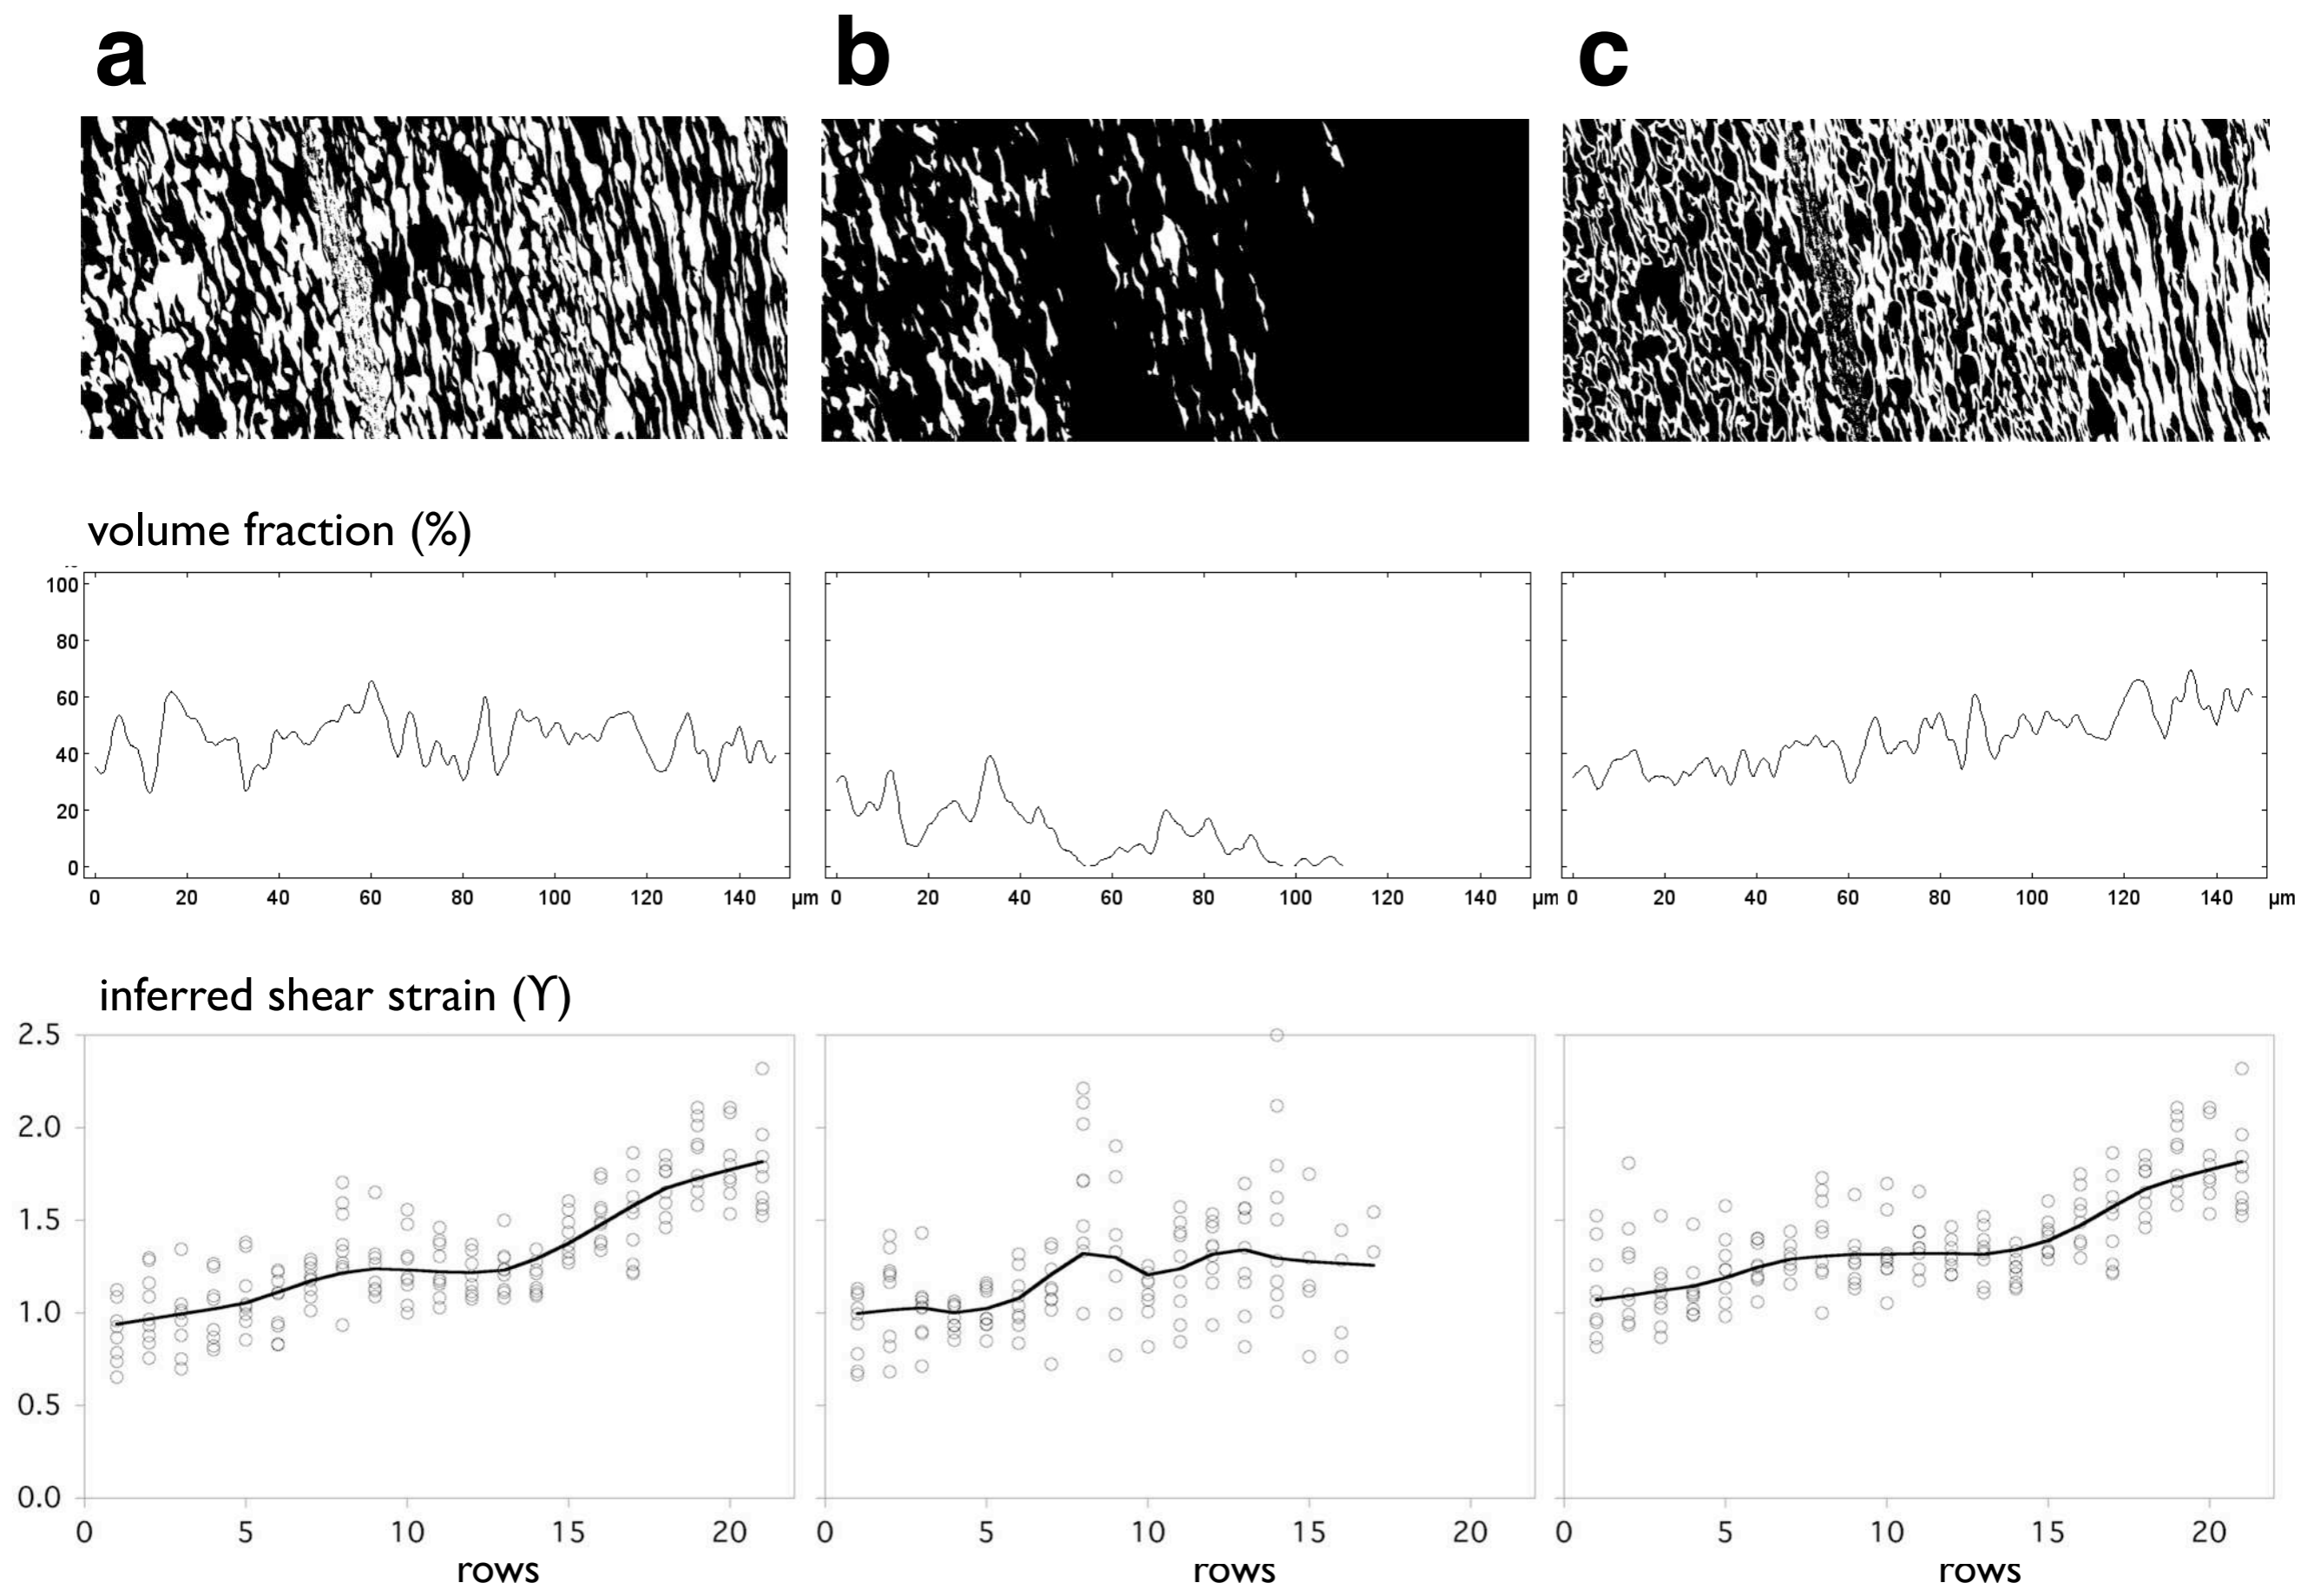 a b c
volume fraction (%)
100
80
60
40
20
0
0 20 40 60 80 100 120 140 µm 0 20 40 60 80 100 120 140 µm 0 20 40 60 80 100 120 140 µm
inferred shear strain (ϒ)
2.5
2.0
1.5
1.0
0.5
0.0
0 5 10 15 20 0 5 10 15 20 0 5 10 15 20
rows rows rows